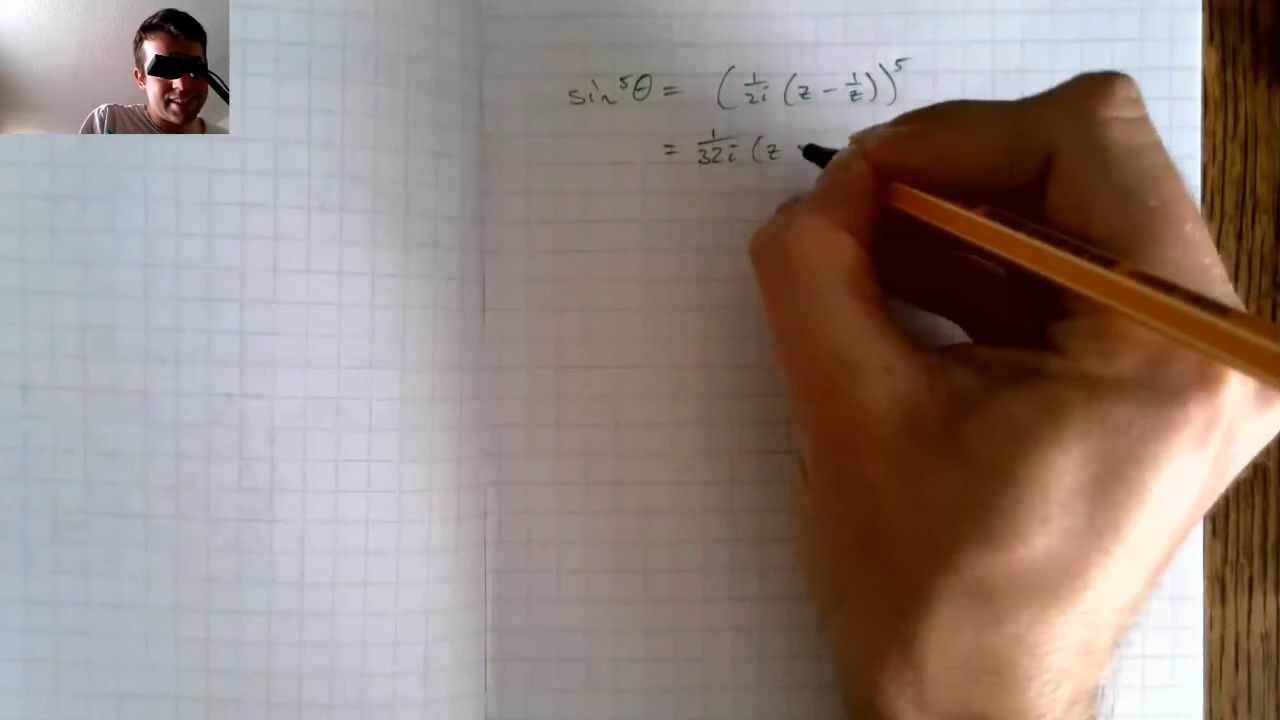 sin⁵θ = (1/2i (z - 1/z))⁵
= 1/32i (z